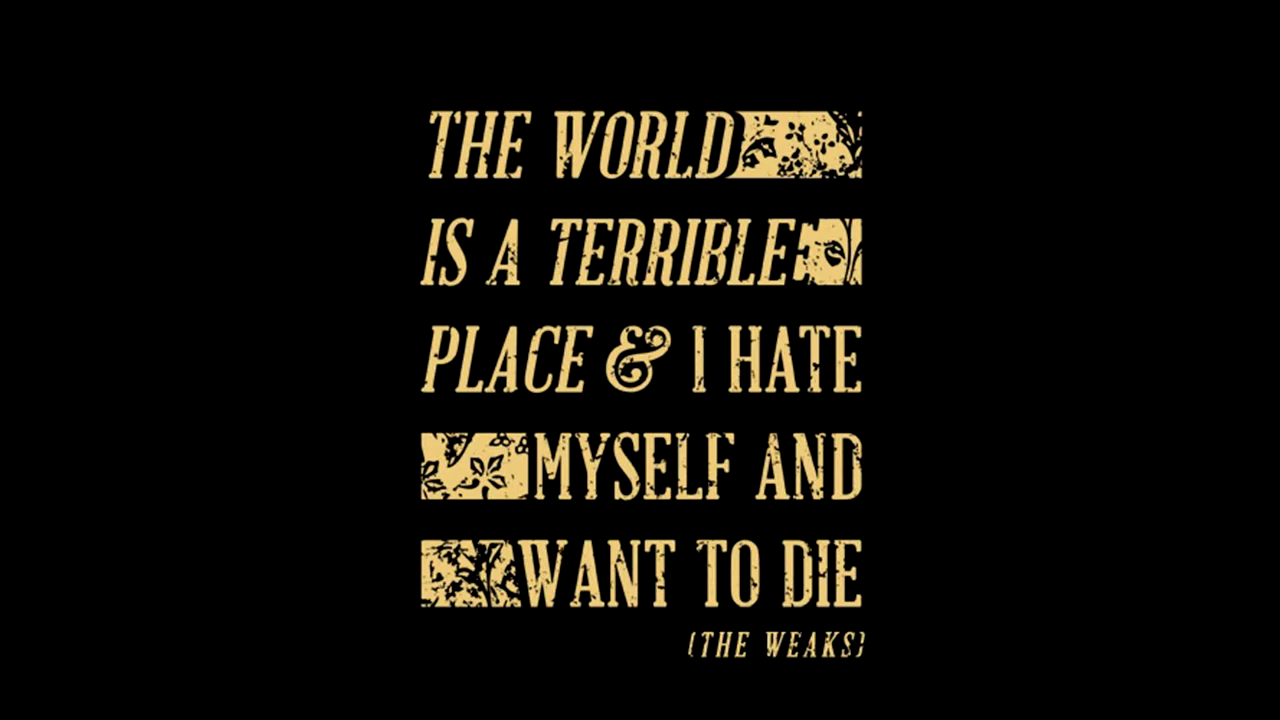 THE WORLD
IS A TERRIBLE
PLACE & I HATE
MYSELF AND
WANT TO DIE
(THE WEAKS)